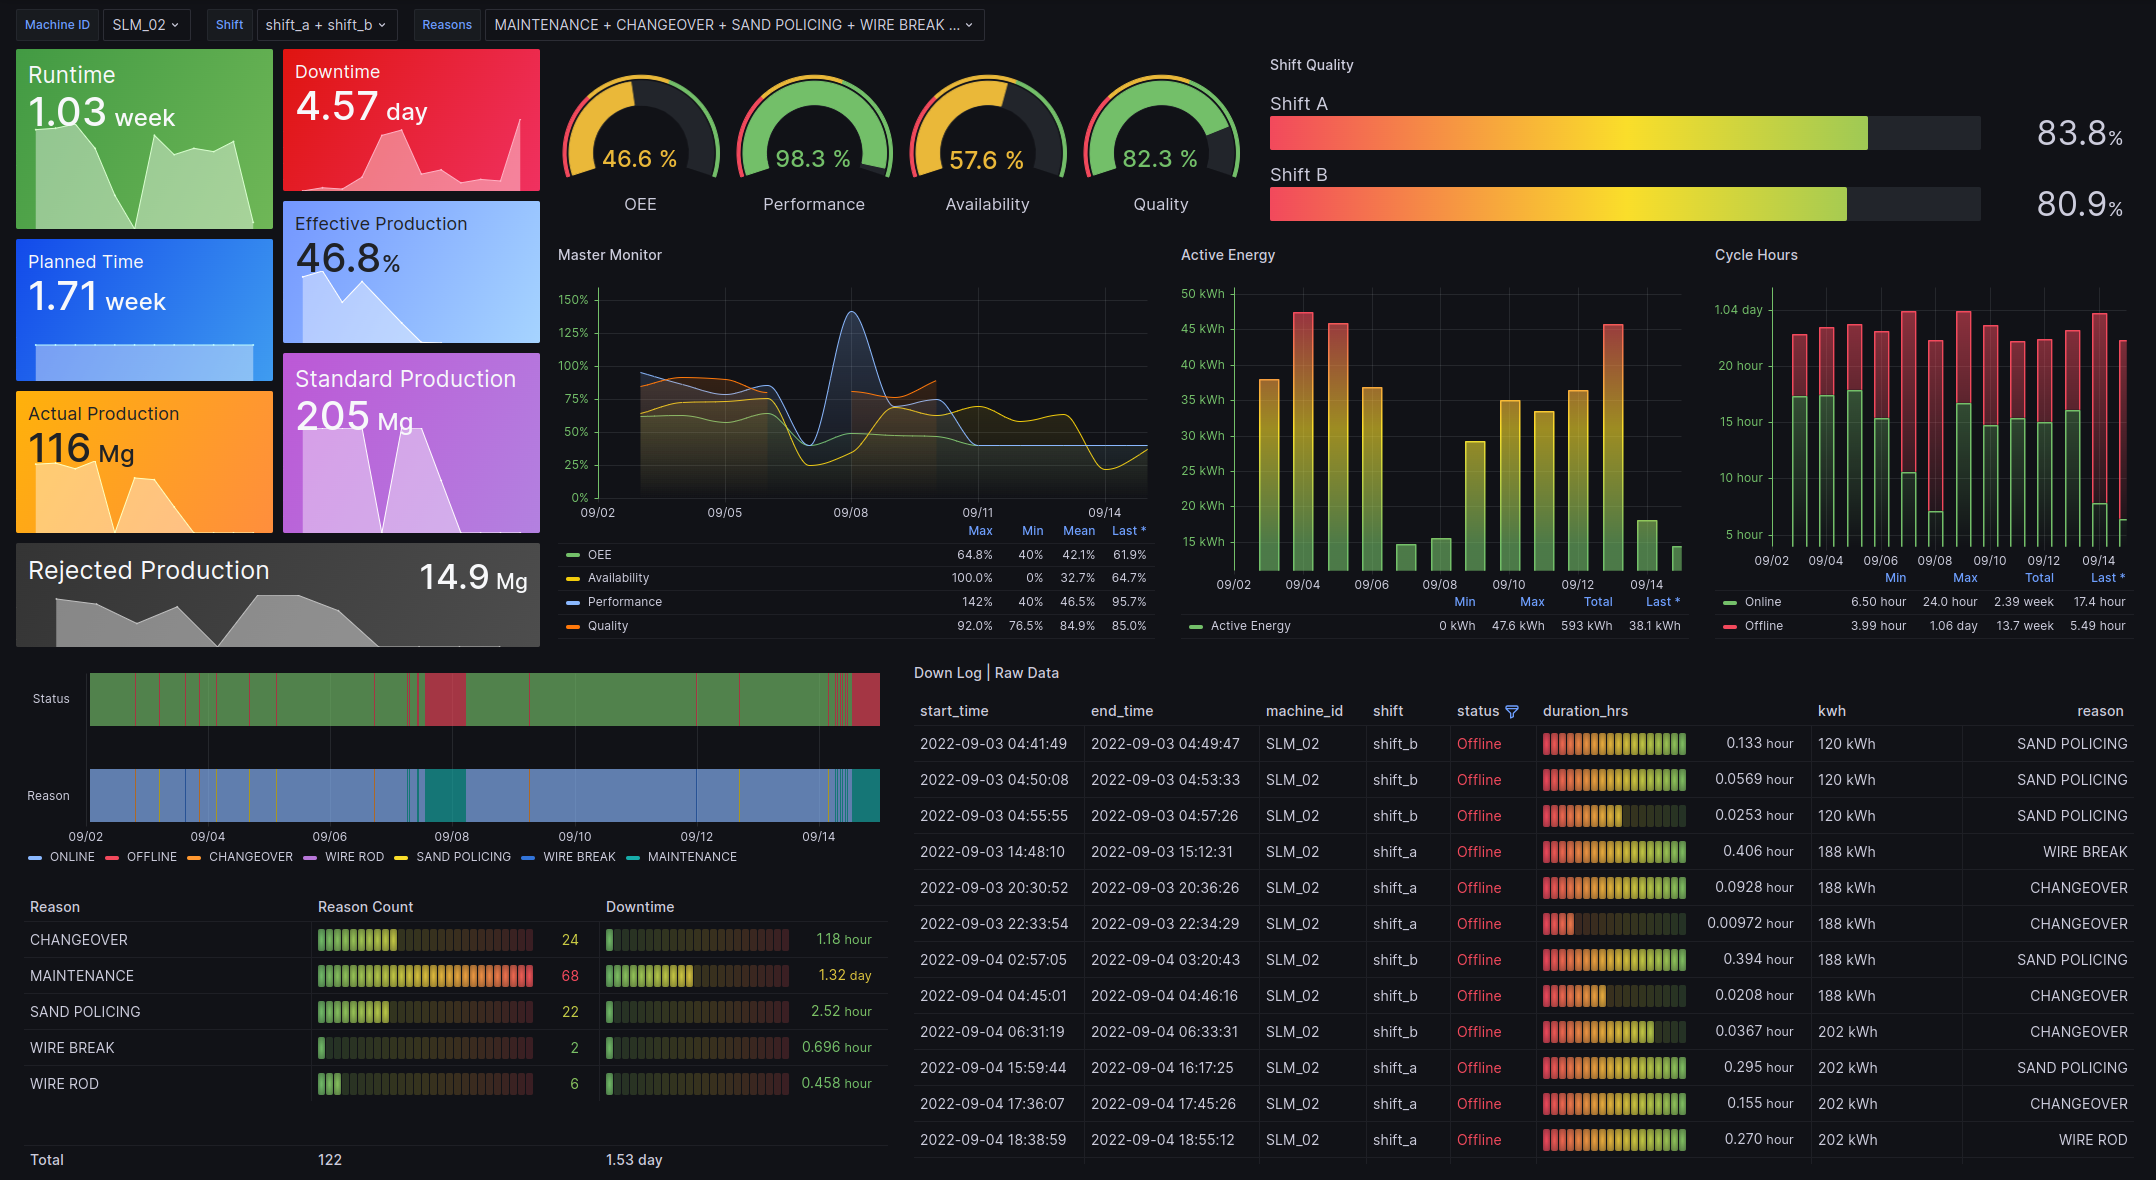 Machine ID SLM_02 Shift shift_a + shift_b Reasons MAINTENANCE + CHANGEOVER + SAND POLICING + WIRE BREAK ...
Runtime
1.03 week
Downtime
4.57 day
Planned Time
1.71 week
Effective Production
46.8%
Actual Production
116 Mg
Standard Production
205 Mg
Rejected Production 14.9 Mg
46.6 % 98.3 % 57.6 % 82.3 %
OEE Performance Availability Quality
Shift Quality
Shift A
83.8%
Shift B
80.9%
Master Monitor
150%
125%
100%
75%
50%
25%
0%
09/02 09/05 09/08 09/11 09/14
Max Min Mean Last *
OEE 64.8% 40% 42.1% 61.9%
Availability 100.0% 0% 32.7% 64.7%
Performance 142% 40% 46.5% 95.7%
Quality 92.0% 76.5% 84.9% 85.0%
Active Energy
50 kWh
45 kWh
40 kWh
35 kWh
30 kWh
25 kWh
20 kWh
15 kWh
09/02 09/04 09/06 09/08 09/10 09/12 09/14
Min Max Total Last *
Active Energy 0 kWh 47.6 kWh 593 kWh 38.1 kWh
Cycle Hours
1.04 day
20 hour
15 hour
10 hour
5 hour
09/02 09/04 09/06 09/08 09/10 09/12 09/14
Min Max Total Last *
Online 6.50 hour 24.0 hour 2.39 week 17.4 hour
Offline 3.99 hour 1.06 day 13.7 week 5.49 hour
Status
Reason
09/02 09/04 09/06 09/08 09/10 09/12 09/14
ONLINE OFFLINE CHANGEOVER WIRE ROD SAND POLICING WIRE BREAK MAINTENANCE
Reason Reason Count Downtime
CHANGEOVER 24 1.18 hour
MAINTENANCE 68 1.32 day
SAND POLICING 22 2.52 hour
WIRE BREAK 2 0.696 hour
WIRE ROD 6 0.458 hour
Total 122 1.53 day
Down Log | Raw Data
start_time end_time machine_id shift status duration_hrs kwh reason
2022-09-03 04:41:49 2022-09-03 04:49:47 SLM_02 shift_b Offline 0.133 hour 120 kWh SAND POLICING
2022-09-03 04:50:08 2022-09-03 04:53:33 SLM_02 shift_b Offline 0.0569 hour 120 kWh SAND POLICING
2022-09-03 04:55:55 2022-09-03 04:57:26 SLM_02 shift_b Offline 0.0253 hour 120 kWh SAND POLICING
2022-09-03 14:48:10 2022-09-03 15:12:31 SLM_02 shift_a Offline 0.406 hour 188 kWh WIRE BREAK
2022-09-03 20:30:52 2022-09-03 20:36:26 SLM_02 shift_a Offline 0.0928 hour 188 kWh CHANGEOVER
2022-09-03 22:33:54 2022-09-03 22:34:29 SLM_02 shift_a Offline 0.00972 hour 188 kWh CHANGEOVER
2022-09-04 02:57:05 2022-09-04 03:20:43 SLM_02 shift_b Offline 0.394 hour 188 kWh SAND POLICING
2022-09-04 04:45:01 2022-09-04 04:46:16 SLM_02 shift_b Offline 0.0208 hour 188 kWh CHANGEOVER
2022-09-04 06:31:19 2022-09-04 06:33:31 SLM_02 shift_b Offline 0.0367 hour 202 kWh CHANGEOVER
2022-09-04 15:59:44 2022-09-04 16:17:25 SLM_02 shift_a Offline 0.295 hour 202 kWh SAND POLICING
2022-09-04 17:36:07 2022-09-04 17:45:26 SLM_02 shift_a Offline 0.155 hour 202 kWh CHANGEOVER
2022-09-04 18:38:59 2022-09-04 18:55:12 SLM_02 shift_a Offline 0.270 hour 202 kWh WIRE ROD